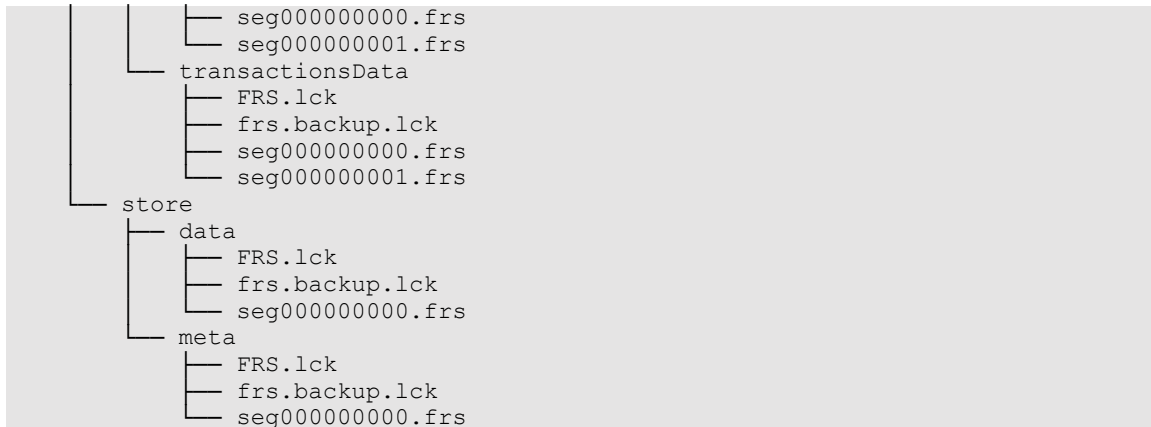 │   │   ├── seg000000000.frs
│   │   └── seg000000001.frs
│   └── transactionsData
│       ├── FRS.lck
│       ├── frs.backup.lck
│       ├── seg000000000.frs
│       └── seg000000001.frs
└── store
    ├── data
    │   ├── FRS.lck
    │   ├── frs.backup.lck
    │   └── seg000000000.frs
    └── meta
        ├── FRS.lck
        ├── frs.backup.lck
        └── seg000000000.frs